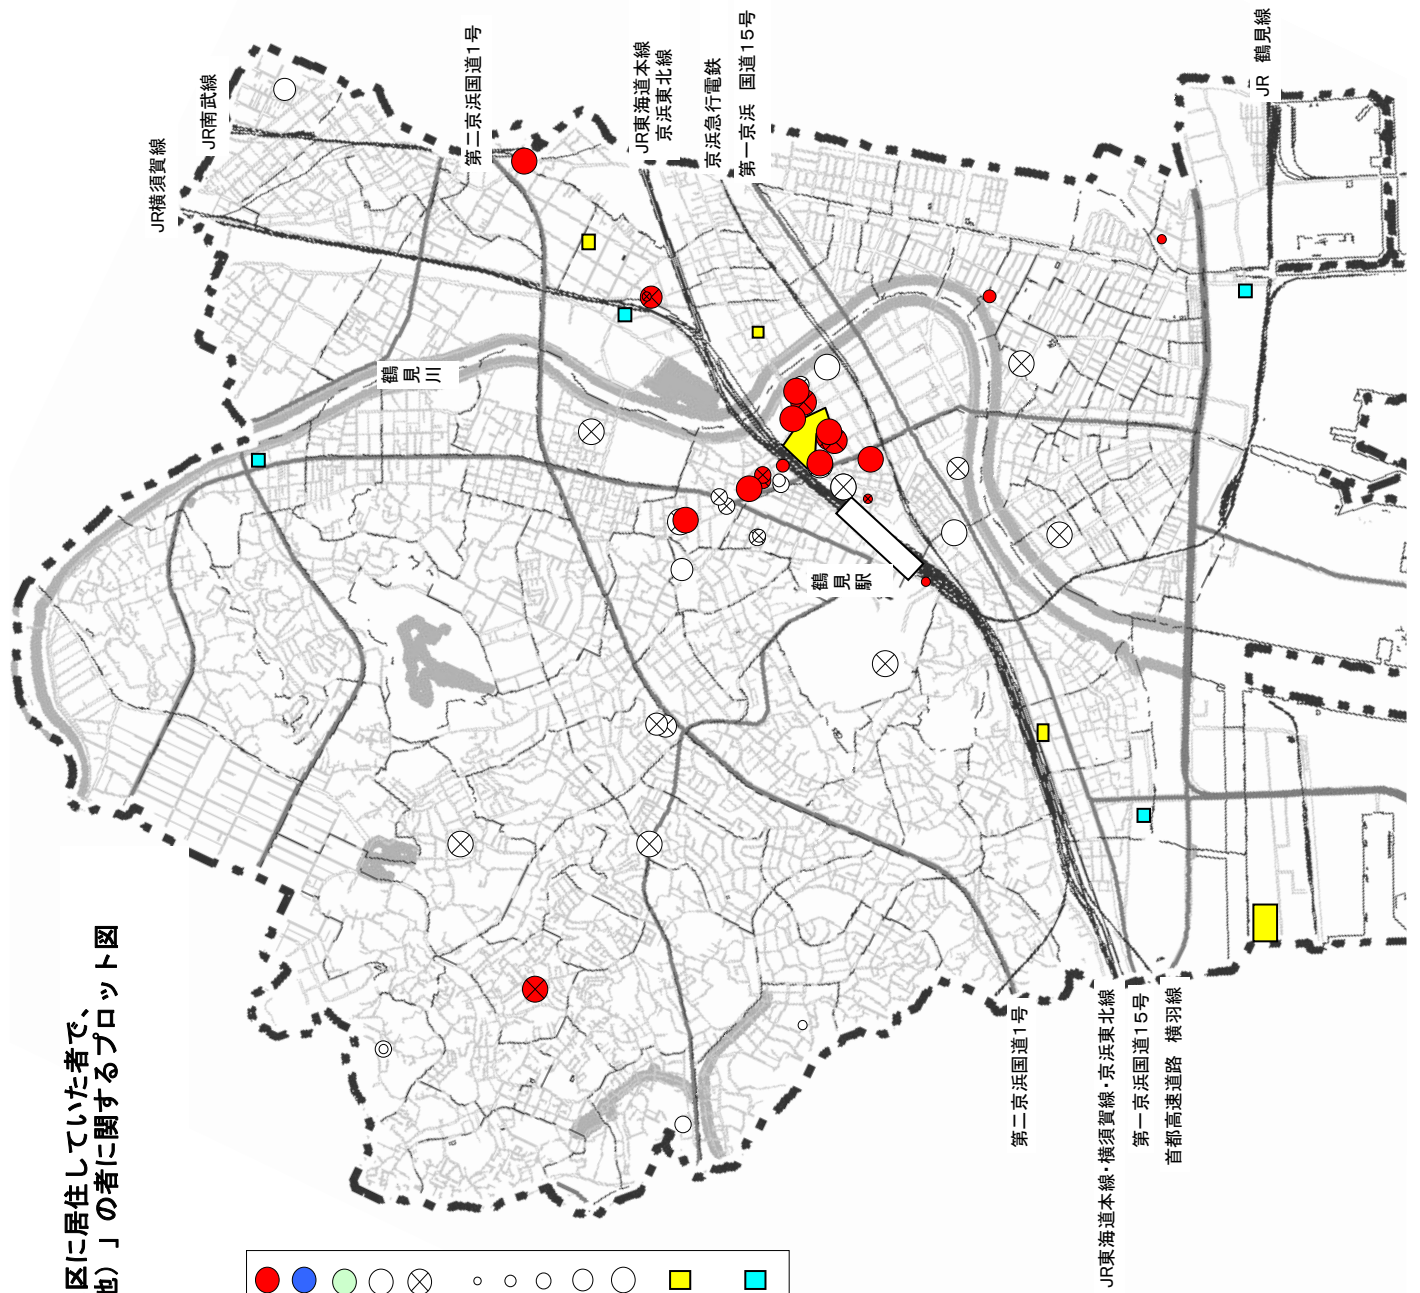 区に居住していた者で、
他）」の者に関するプロット図
JR横須賀線
JR南武線
第二京浜国道1号
JR東海道本線
京浜東北線
京浜急行電鉄
第一京浜　国道15号
JR　鶴見線
鶴見川
鶴見駅
第二京浜国道1号
JR東海道本線・横須賀線・京浜東北線
第一京浜国道15号
首都高速道路　横羽線